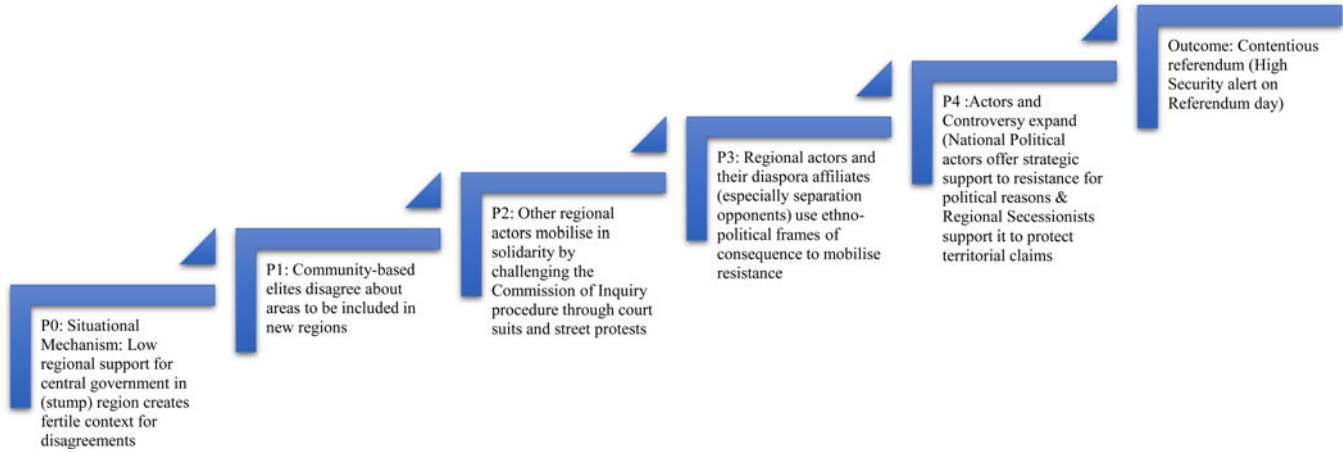 P0: Situational
Mechanism: Low
regional support for
central government in
(stump) region creates
fertile context for
disagreements
P1: Community-based
elites disagree about
areas to be included in
new regions
P2: Other regional
actors mobilise in
solidarity by
challenging the
Commission of Inquiry
procedure through court
suits and street protests
P3: Regional actors and
their diaspora affiliates
(especially separation
opponents) use ethno-
political frames of
consequence to mobilise
resistance
P4 :Actors and
Controversy expand
(National Political
actors offer strategic
support to resistance for
political reasons &
Regional Secessionists
support it to protect
territorial claims
Outcome: Contentious
referendum (High
Security alert on
Referendum day)